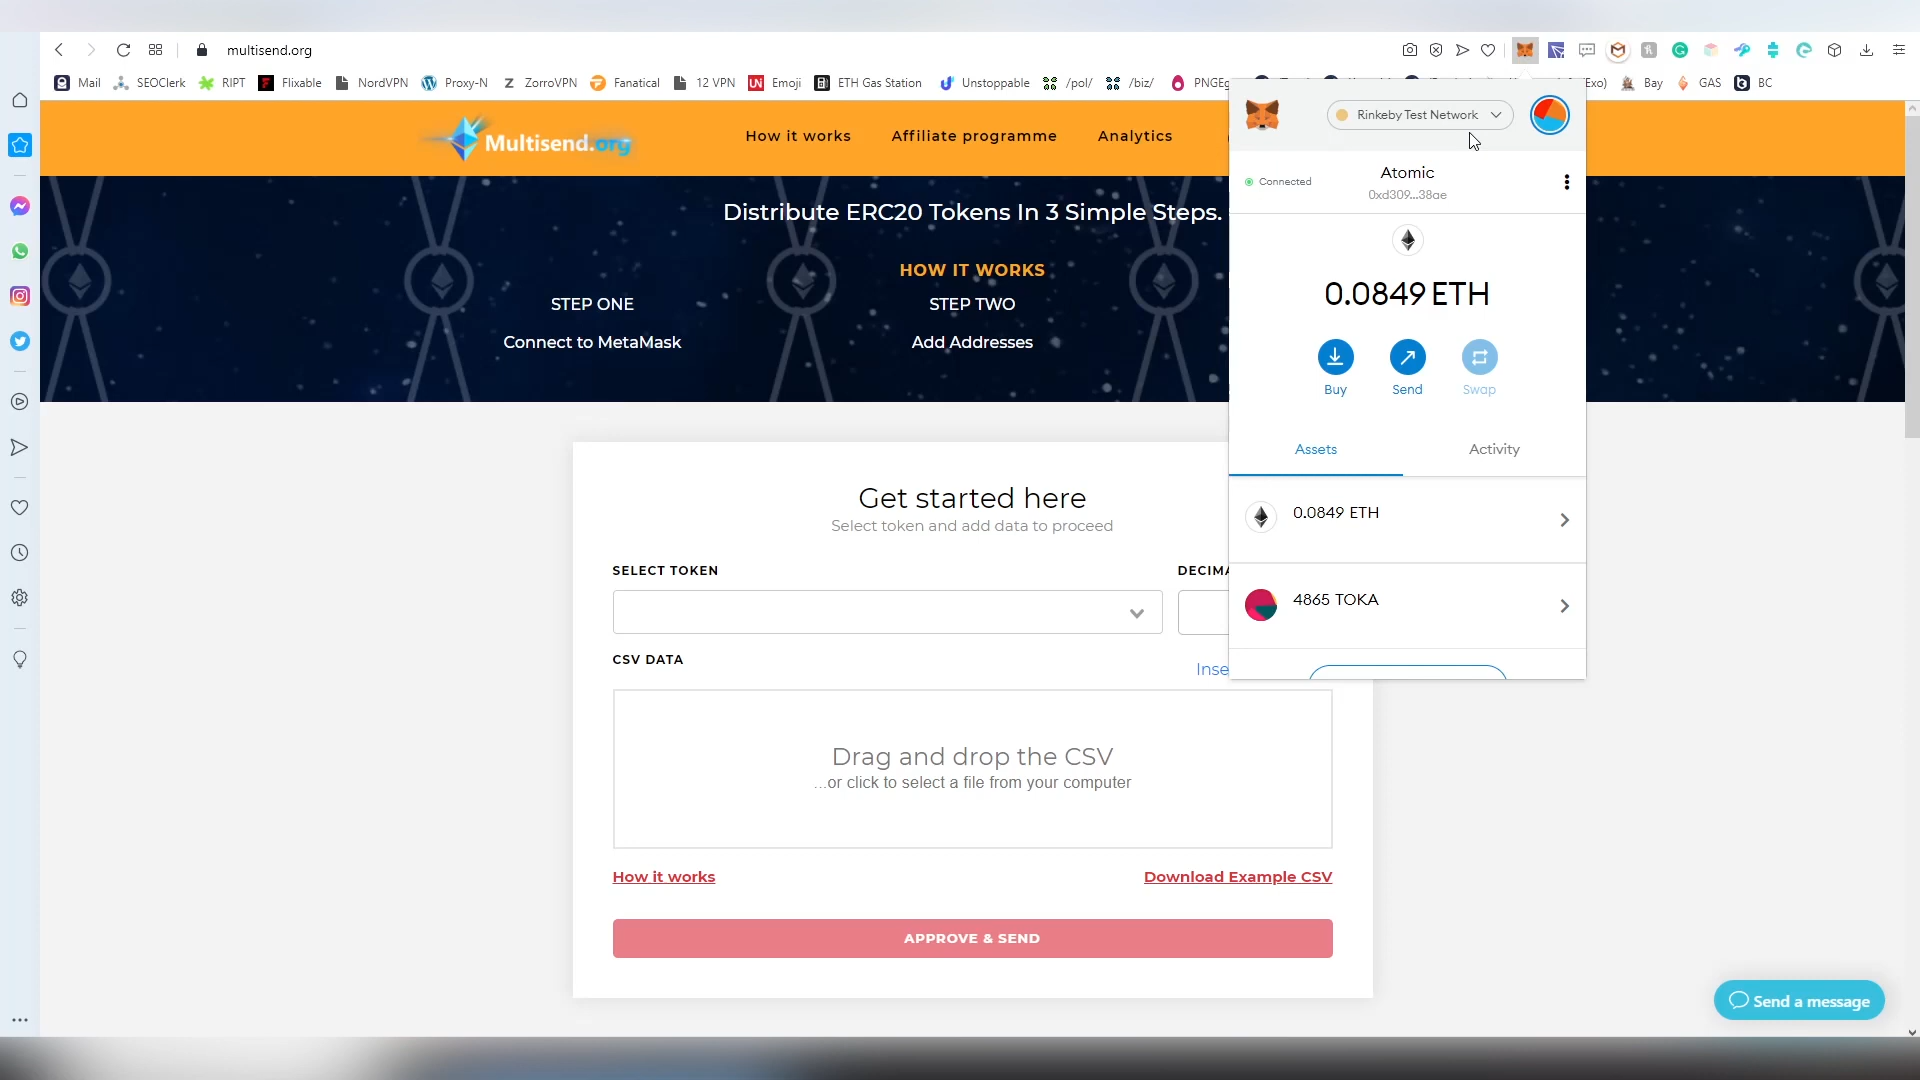 multisend.org
Mail SEOClerk RIPT Flixable NordVPN Proxy-N ZorroVPN Fanatical 12 VPN Emoji ETH Gas Station Unstoppable /pol/ /biz/ Bay GAS BC
Multisend.org
How it works Affiliate programme Analytics
Distribute ERC20 Tokens In 3 Simple Steps.
HOW IT WORKS
STEP ONE STEP TWO
Connect to MetaMask Add Addresses
Rinkeby Test Network
Connected
Atomic
0xd309...38ae
0.0849 ETH
Buy Send Swap
Assets Activity
0.0849 ETH
4865 TOKA
Get started here
Select token and add data to proceed
SELECT TOKEN
CSV DATA
Drag and drop the CSV
...or click to select a file from your computer
How it works Download Example CSV
APPROVE & SEND
Send a message